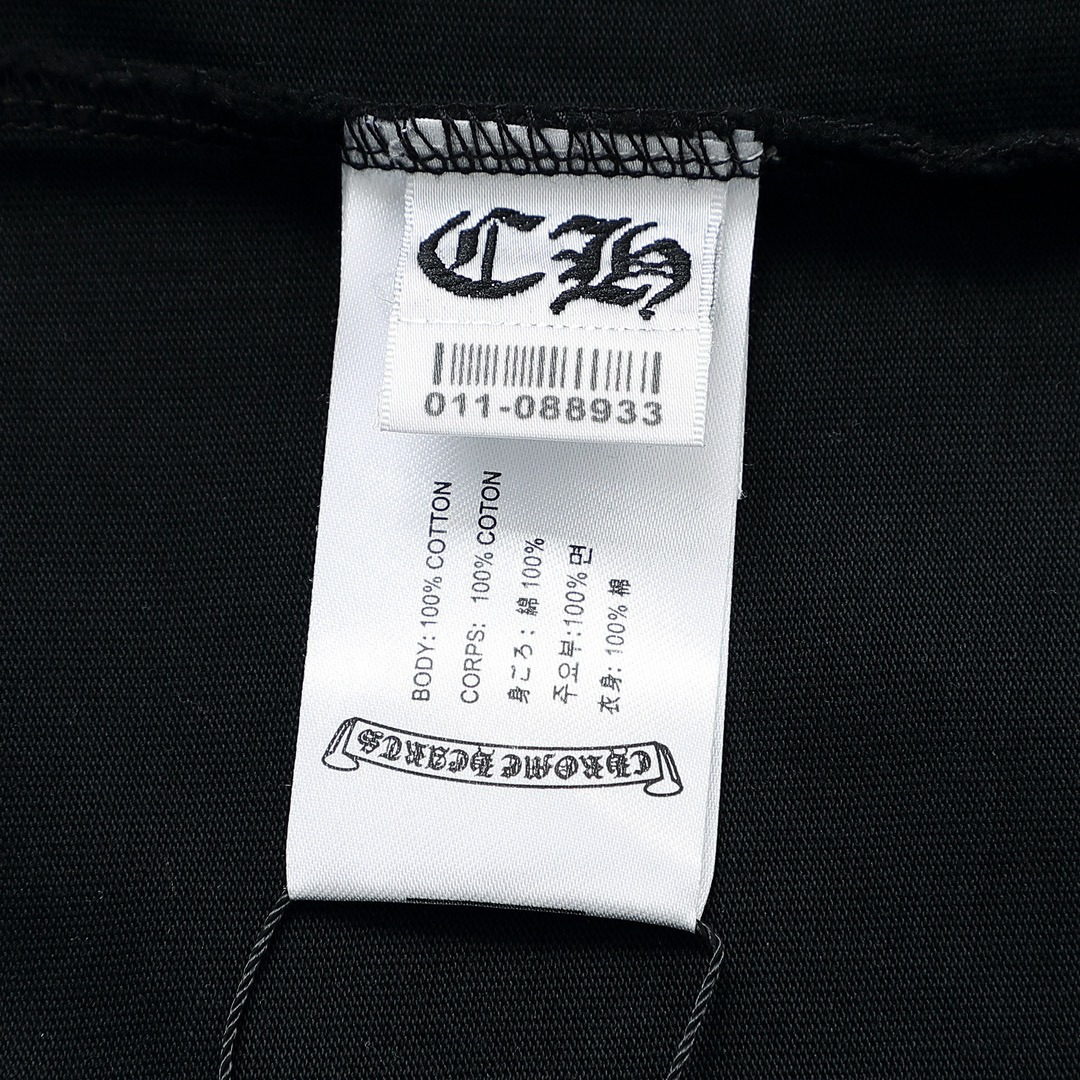 CH
011-088933
BODY: 100% COTTON
CORPS: 100% COTON
身ごろ: 綿 100%
주요부:100% 면
衣身: 100% 棉
CHROME HEARTS